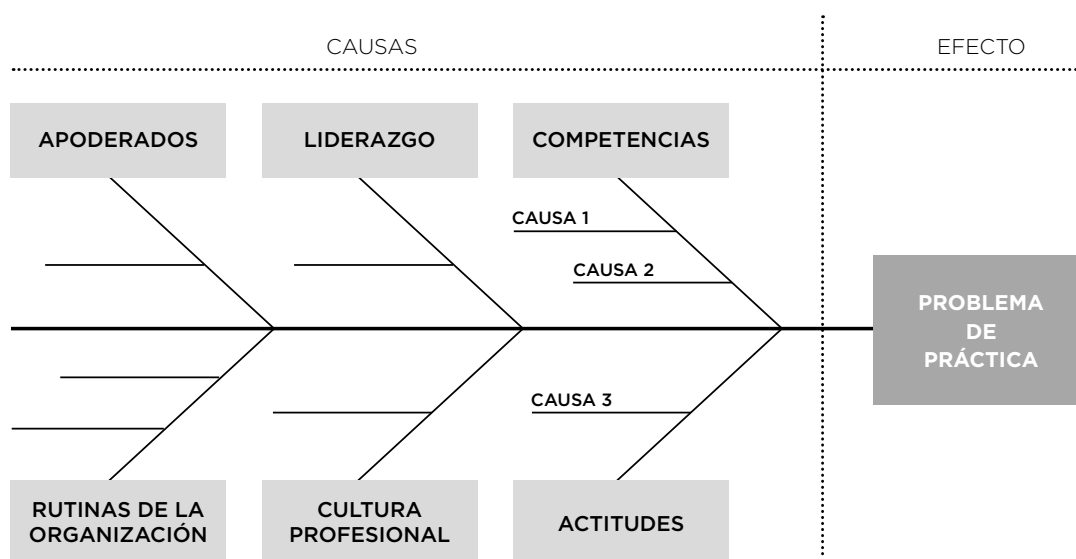 CAUSAS
EFECTO
APODERADOS
LIDERAZGO
COMPETENCIAS
CAUSA 1
CAUSA 2
PROBLEMA
DE
PRÁCTICA
CAUSA 3
RUTINAS DE LA
ORGANIZACIÓN
CULTURA
PROFESIONAL
ACTITUDES